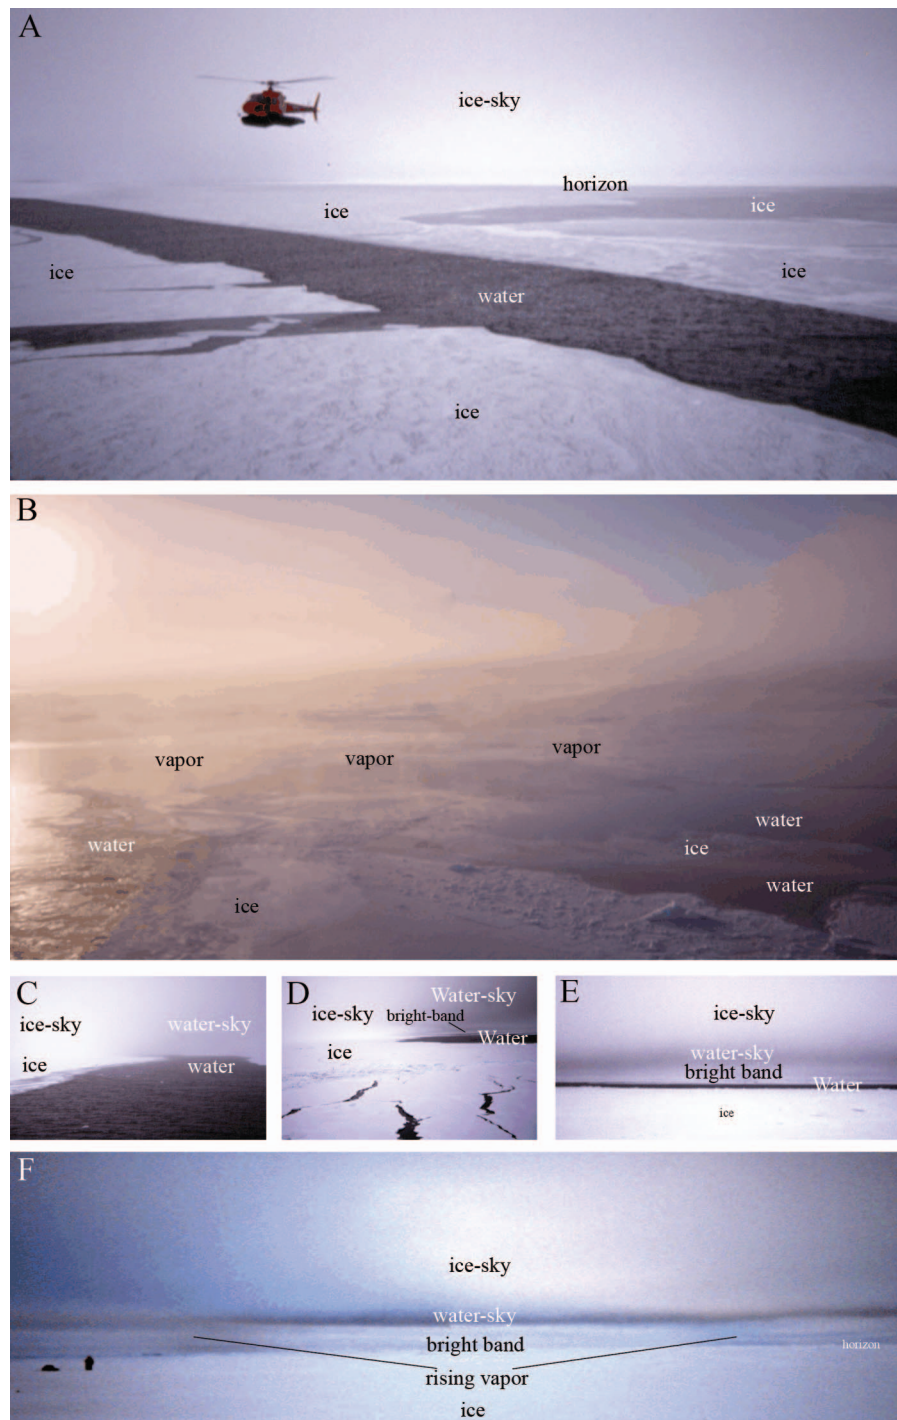 A
ice-sky
horizon
ice
ice
ice
ice
water
ice
B
vapor
vapor
vapor
water
water
ice
water
ice
C
ice-sky
water-sky
ice
water
D
Water-sky
ice-sky
bright-band
Water
ice
E
ice-sky
water-sky
bright band
Water
ice
F
ice-sky
water-sky
bright band
horizon
rising vapor
ice